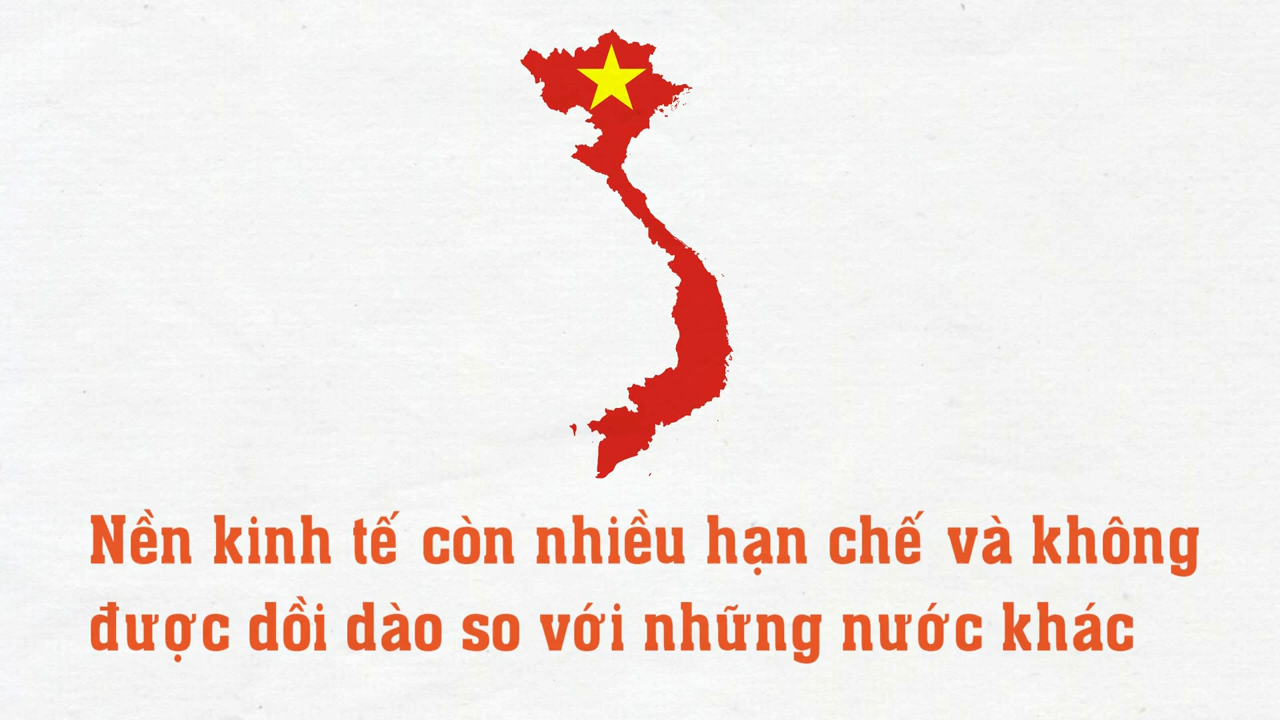 Nền kinh tế còn nhiều hạn chế và không
được dồi dào so với những nước khác